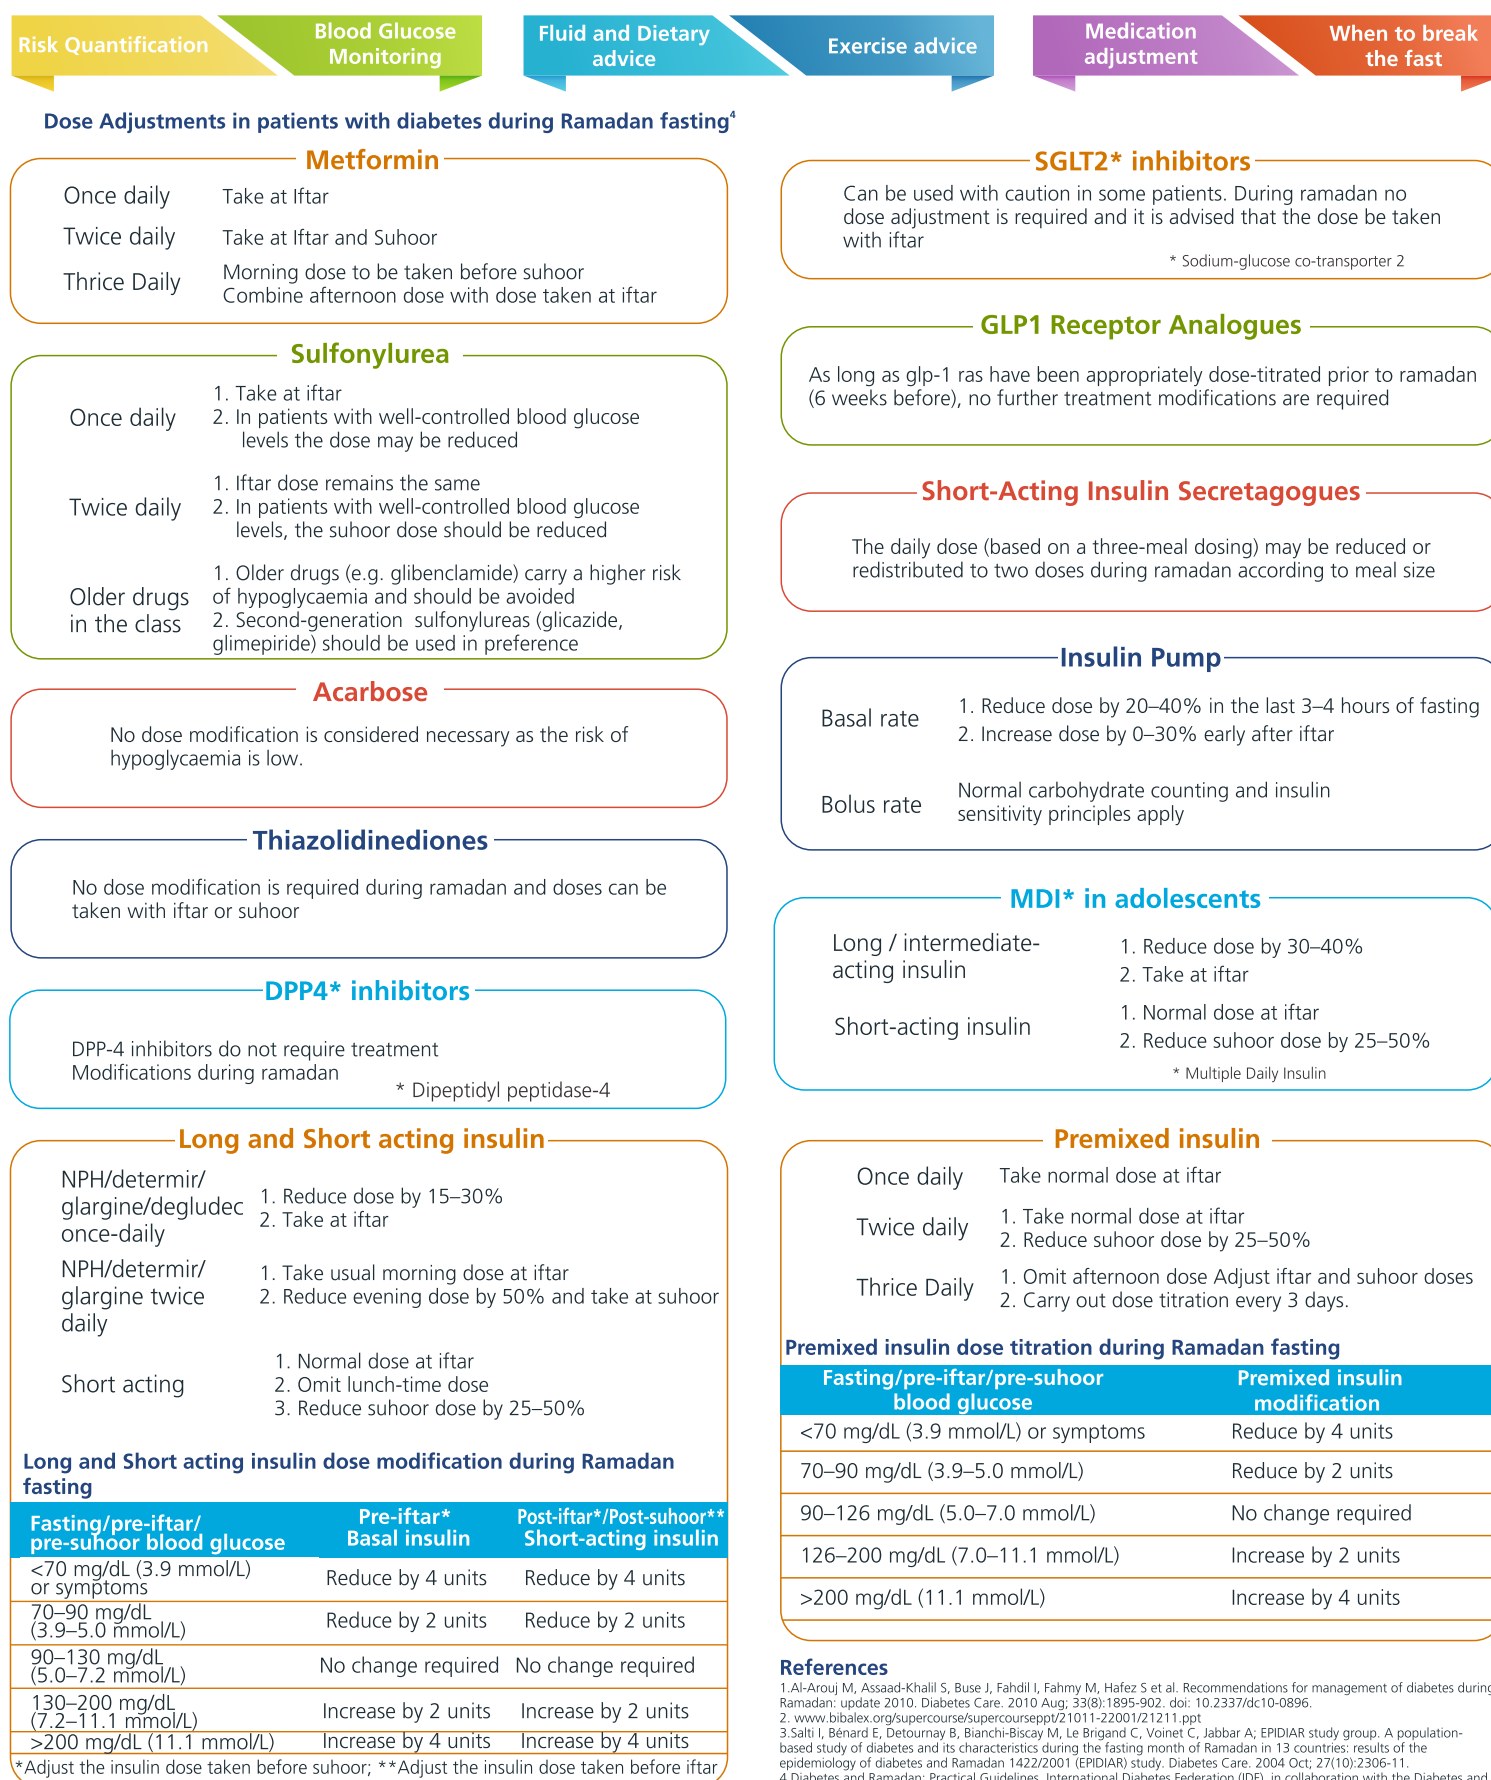 Risk Quantification
Blood Glucose
Monitoring
Fluid and Dietary
advice
Exercise advice
Medication
adjustment
When to break
the fast
Dose Adjustments in patients with diabetes during Ramadan fasting4
Metformin
Once daily Take at Iftar
Twice daily Take at Iftar and Suhoor
Thrice Daily Morning dose to be taken before suhoor
Combine afternoon dose with dose taken at iftar
Sulfonylurea
Once daily
1. Take at iftar
2. In patients with well-controlled blood glucose
levels the dose may be reduced
Twice daily
1. Iftar dose remains the same
2. In patients with well-controlled blood glucose
levels, the suhoor dose should be reduced
Older drugs
in the class
1. Older drugs (e.g. glibenclamide) carry a higher risk
of hypoglycaemia and should be avoided
2. Second-generation sulfonylureas (glicazide,
glimepiride) should be used in preference
Acarbose
No dose modification is considered necessary as the risk of
hypoglycaemia is low.
Thiazolidinediones
No dose modification is required during ramadan and doses can be
taken with iftar or suhoor
DPP4* inhibitors
DPP-4 inhibitors do not require treatment
Modifications during ramadan
* Dipeptidyl peptidase-4
Long and Short acting insulin
NPH/determir/
glargine/degludec
once-daily
1. Reduce dose by 15–30%
2. Take at iftar
NPH/determir/
glargine twice
daily
1. Take usual morning dose at iftar
2. Reduce evening dose by 50% and take at suhoor
Short acting
1. Normal dose at iftar
2. Omit lunch-time dose
3. Reduce suhoor dose by 25–50%
Long and Short acting insulin dose modification during Ramadan
fasting
Fasting/pre-iftar/
pre-suhoor blood glucose
Pre-iftar*
Basal insulin
Post-iftar*/Post-suhoor**
Short-acting insulin
<70 mg/dL (3.9 mmol/L)
or symptoms
Reduce by 4 units Reduce by 4 units
70–90 mg/dL
(3.9–5.0 mmol/L)
Reduce by 2 units Reduce by 2 units
90–130 mg/dL
(5.0–7.2 mmol/L)
No change required No change required
130–200 mg/dL
(7.2–11.1 mmol/L)
Increase by 2 units Increase by 2 units
>200 mg/dL (11.1 mmol/L) Increase by 4 units Increase by 4 units
*Adjust the insulin dose taken before suhoor; **Adjust the insulin dose taken before iftar
SGLT2* inhibitors
Can be used with caution in some patients. During ramadan no
dose adjustment is required and it is advised that the dose be taken
with iftar
* Sodium-glucose co-transporter 2
GLP1 Receptor Analogues
As long as glp-1 ras have been appropriately dose-titrated prior to ramadan
(6 weeks before), no further treatment modifications are required
Short-Acting Insulin Secretagogues
The daily dose (based on a three-meal dosing) may be reduced or
redistributed to two doses during ramadan according to meal size
Insulin Pump
Basal rate
1. Reduce dose by 20–40% in the last 3–4 hours of fasting
2. Increase dose by 0–30% early after iftar
Bolus rate
Normal carbohydrate counting and insulin
sensitivity principles apply
MDI* in adolescents
Long / intermediate-
acting insulin
1. Reduce dose by 30–40%
2. Take at iftar
Short-acting insulin
1. Normal dose at iftar
2. Reduce suhoor dose by 25–50%
* Multiple Daily Insulin
Premixed insulin
Once daily Take normal dose at iftar
Twice daily
1. Take normal dose at iftar
2. Reduce suhoor dose by 25–50%
Thrice Daily
1. Omit afternoon dose Adjust iftar and suhoor doses
2. Carry out dose titration every 3 days.
Premixed insulin dose titration during Ramadan fasting
Fasting/pre-iftar/pre-suhoor
blood glucose
Premixed insulin
modification
<70 mg/dL (3.9 mmol/L) or symptoms Reduce by 4 units
70–90 mg/dL (3.9–5.0 mmol/L) Reduce by 2 units
90–126 mg/dL (5.0–7.0 mmol/L) No change required
126–200 mg/dL (7.0–11.1 mmol/L) Increase by 2 units
>200 mg/dL (11.1 mmol/L) Increase by 4 units
References
1.Al-Arouj M, Assaad-Khalil S, Buse J, Fahdil I, Fahmy M, Hafez S et al. Recommendations for management of diabetes during
Ramadan: update 2010. Diabetes Care. 2010 Aug; 33(8):1895-902. doi: 10.2337/dc10-0896.
2. www.bibalex.org/supercourse/supercourseppt/21011-22001/21211.ppt
3.Salti I, Bénard E, Detournay B, Bianchi-Biscay M, Le Brigand C, Voinet C, Jabbar A; EPIDIAR study group. A population-
based study of diabetes and its characteristics during the fasting month of Ramadan in 13 countries: results of the
epidemiology of diabetes and Ramadan 1422/2001 (EPIDIAR) study. Diabetes Care. 2004 Oct; 27(10):2306-11.
4.Diabetes and Ramadan: Practical Guidelines. International Diabetes Federation (IDF), in collaboration with the Diabetes and